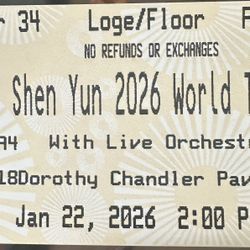 34 Loge/Floor
NO REFUNDS OR EXCHANGES
Shen Yun 2026 World
94 With Live Orchest
18Dorothy Chandler Pav
Jan 22, 2026 2:00 P